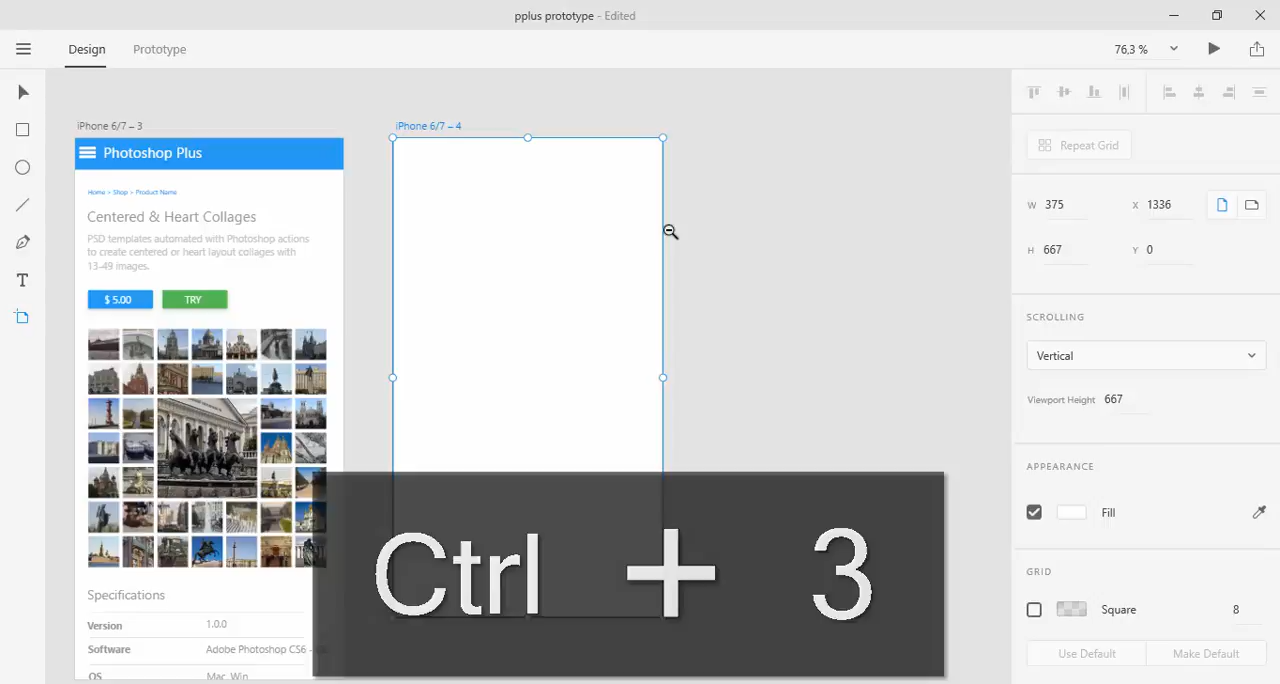 pplus prototype - Edited
Design
Prototype
76,3 %
iPhone 6/7 – 3
iPhone 6/7 – 4
Photoshop Plus
Home > Shop > Product Name
Centered & Heart Collages
PSD templates automated with Photoshop actions
to create centered or heart layout collages with
13-49 images.
$ 5.00
TRY
Specifications
Version
1.0.0
Software
Adobe Photoshop CS6 -
OS
Mac, Win
T
Repeat Grid
W 375
X 1336
H 667
Y 0
SCROLLING
Vertical
Viewport Height 667
APPEARANCE
Fill
GRID
Square 8
Use Default
Make Default
Ctrl + 3